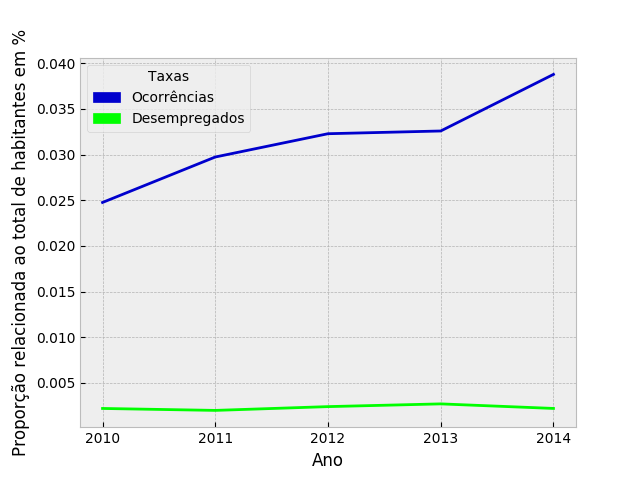 Proporção relacionada ao total de habitantes em %
0.040
0.035
0.030
0.025
0.020
0.015
0.010
0.005
Taxas
Ocorrências
Desempregados
2010 2011 2012 2013 2014
Ano